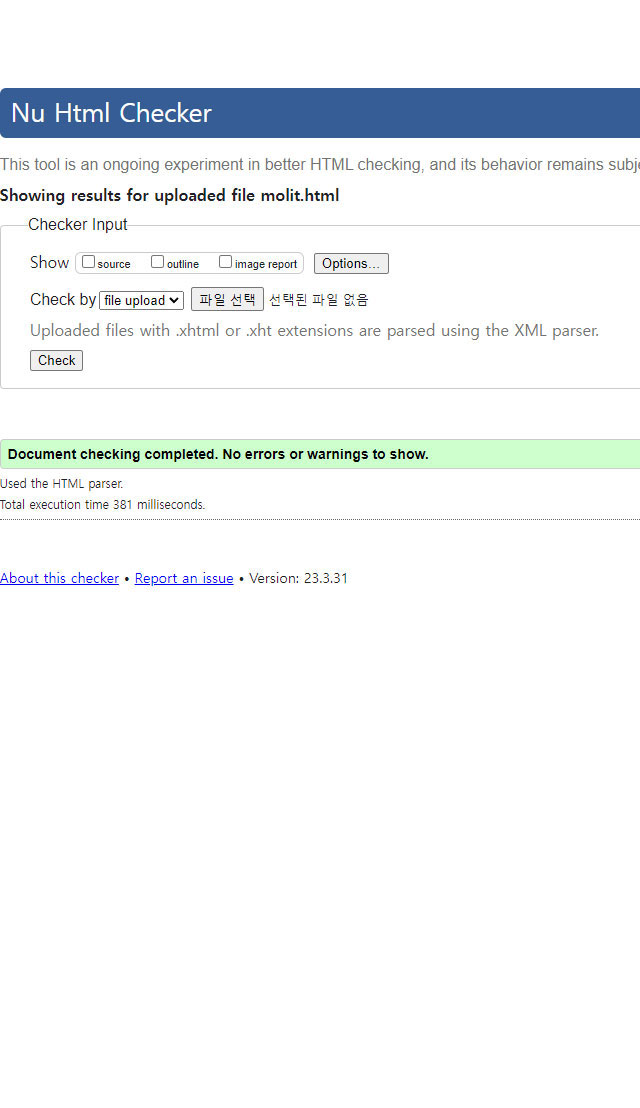 Nu Html Checker
This tool is an ongoing experiment in better HTML checking, and its behavior remains subj
Showing results for uploaded file molit.html
Checker Input
Show source outline image report Options...
Check by file upload 파일 선택 선택된 파일 없음
Uploaded files with .xhtml or .xht extensions are parsed using the XML parser.
Check
Document checking completed. No errors or warnings to show.
Used the HTML parser.
Total execution time 381 milliseconds.
About this checker • Report an issue • Version: 23.3.31